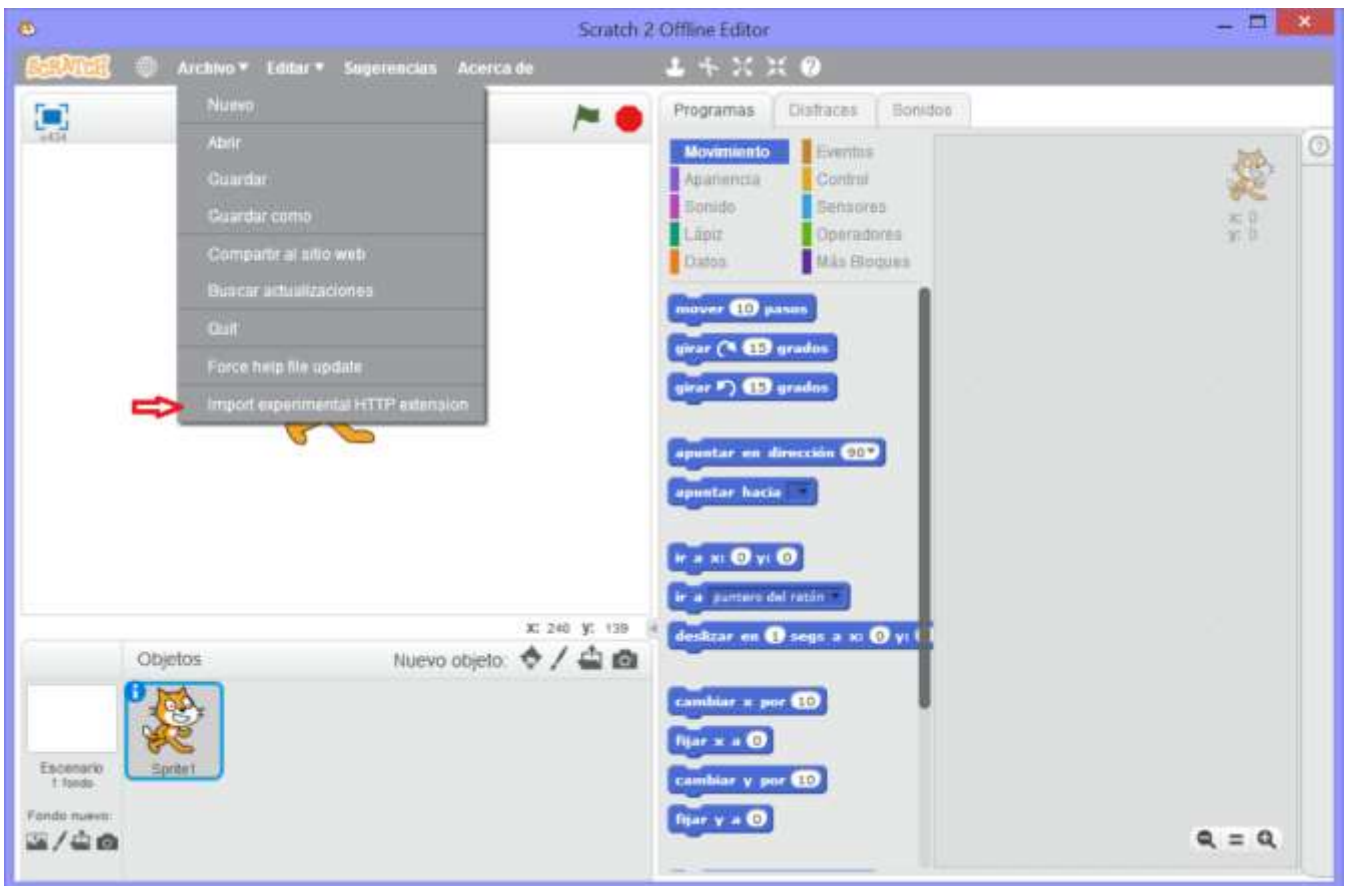 Scratch 2 Offline Editor
SCRATCH Archivo Editar Sugerencias Acerca de
Nuevo
Abrir
Guardar
Guardar como
Compartir al sitio web
Buscar actualizaciones
Quit
Force help file update
Import experimental HTTP extension
v434
Programas Disfraces Sonidos
Movimiento Eventos
Apariencia Control
Sonido Sensores
Lápiz Operadores
Datos Más Bloques
x: 0
y: 0
mover 10 pasos
girar 15 grados
girar 15 grados
apuntar en dirección 90
apuntar hacia
ir a x: 0 y: 0
ir a puntero del ratón
deslizar en 1 segs a x: 0 y:
cambiar x por 10
fijar x a 0
cambiar y por 10
fijar y a 0
x: 240 y: 139
Objetos Nuevo objeto:
Escenario
1 fondo
Sprite1
Fondo nuevo: